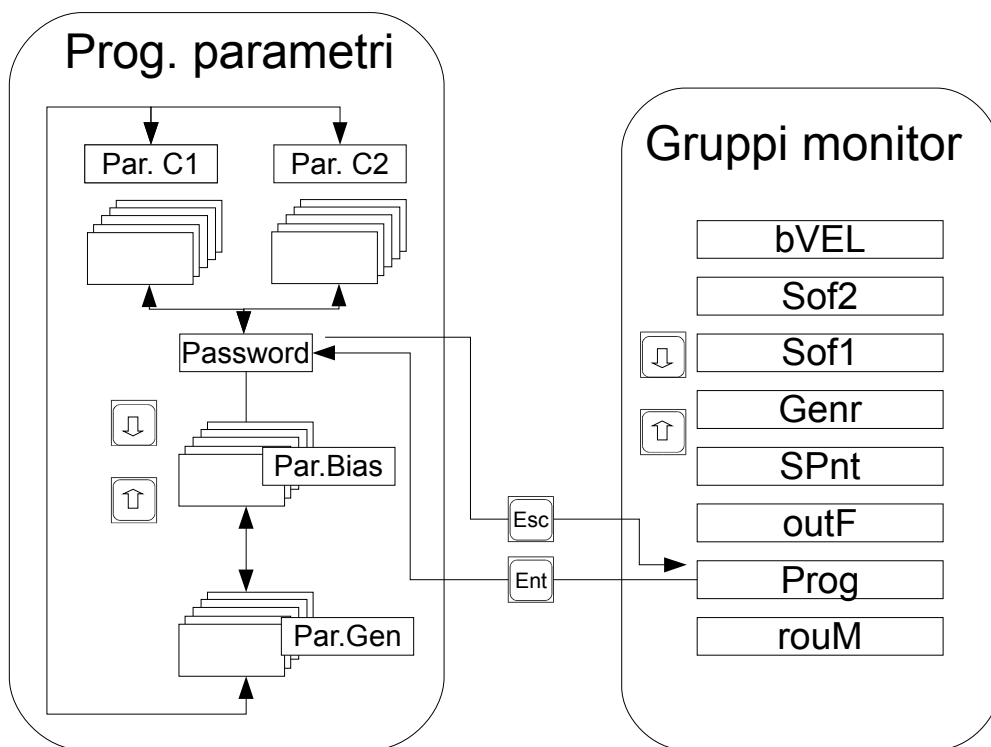 Prog. parametri
Par. C1
Par. C2
Password
Par.Bias
Par.Gen
Esc
Ent
Gruppi monitor
bVEL
Sof2
Sof1
Genr
SPnt
outF
Prog
rouM